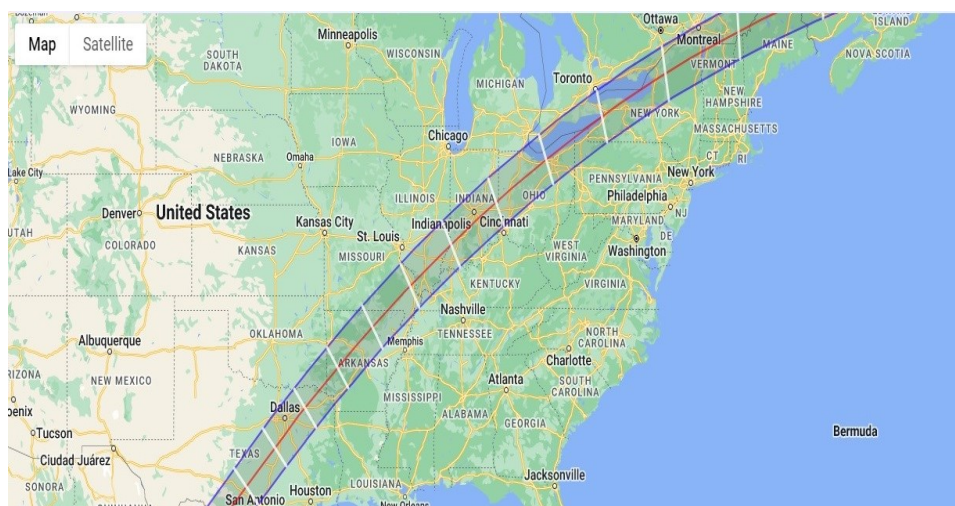 Map
Satellite
Minneapolis
SOUTH
DAKOTA
WISCONSIN
MICHIGAN
Toronto
Ottawa
Montreal
MAINE
ISLAND
NOVA SCOTIA
VERMONT
NEW
HAMPSHIRE
NEW YORK
MASSACHUSETTS
CT
RI
WYOMING
IOWA
Chicago
NEBRASKA
Omaha
Lake City
Denver
United States
ILLINOIS
INDIANA
OHIO
PENNSYLVANIA
New York
Philadelphia
NJ
MARYLAND
DE
Washington
UTAH
COLORADO
KANSAS
Kansas City
St. Louis
MISSOURI
Indianapolis
Cincinnati
WEST
VIRGINIA
VIRGINIA
KENTUCKY
Nashville
TENNESSEE
OKLAHOMA
Albuquerque
NEW MEXICO
ARKANSAS
Memphis
NORTH
CAROLINA
Charlotte
SOUTH
CAROLINA
Atlanta
MISSISSIPPI
ALABAMA
GEORGIA
RIZONA
oenix
Tucson
Ciudad Juárez
SONORA
Dallas
TEXAS
San Antonio
Houston
LOUISIANA
New Orleans
Jacksonville
Bermuda